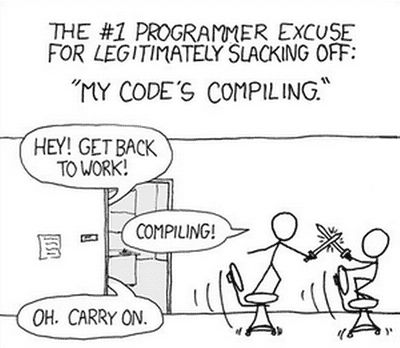 THE #1 PROGRAMMER EXCUSE
FOR LEGITIMATELY SLACKING OFF:
"MY CODE'S COMPILING."
HEY! GET BACK
TO WORK!
COMPILING!
OH. CARRY ON.